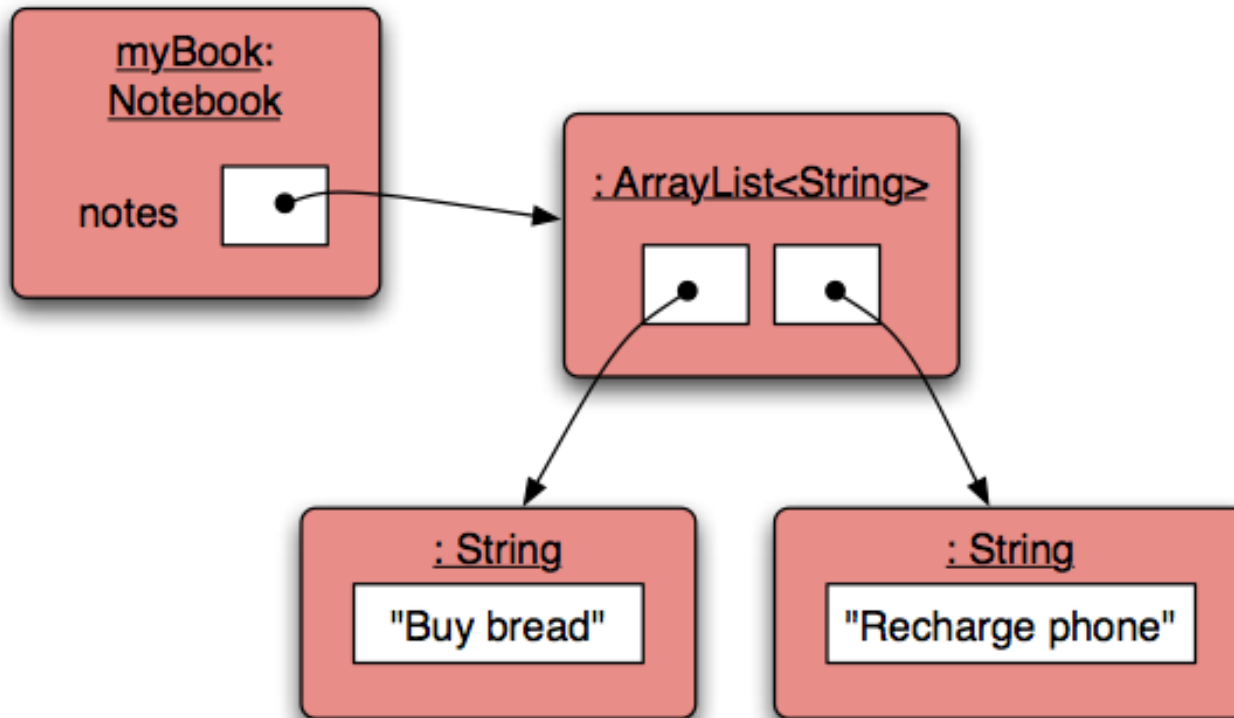 myBook:
Notebook
notes
: ArrayList<String>
: String
"Buy bread"
: String
"Recharge phone"